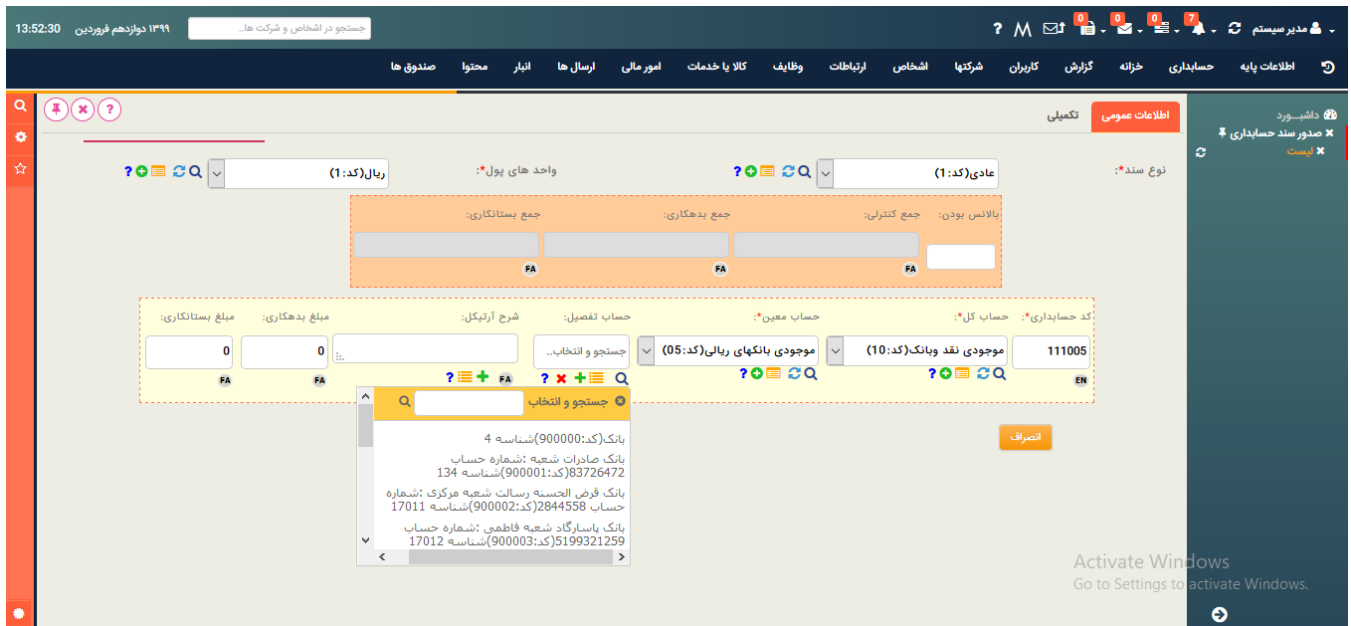 مدیر سیستم
0
0
0
7
?
جستجو در اشخاص و شرکت ها..
۱۳۹۹ دوازدهم فروردین 13:52:30
اطلاعات پایه حسابداری خزانه گزارش کاربران شرکتها اشخاص ارتباطات وظایف کالا یا خدمات امور مالی ارسال ها انبار محتوا صندوق ها
داشبــورد
صدور سند حسابداری
لیست
اطلاعات عمومی تکمیلی
?
نوع سند*: عادی(کد:1) ?
واحد های پول*: ریال(کد:1) ?
بالانس بودن: جمع کنترلی: جمع بدهکاری: جمع بستانکاری:
FA FA FA
کد حسابداری*: حساب کل*: حساب معین*: حساب تفصیل: شرح آرتیکل: مبلغ بدهکاری: مبلغ بستانکاری:
111005 موجودی نقد وبانک(کد:10) موجودی بانکهای ریالی(کد:05) جستجو و انتخاب.. 0 0
EN ? ? ? FA ? FA FA
جستجو و انتخاب
بانک(کد:900000)شناسه 4
بانک صادرات شعبه :شماره حساب
83726472(کد:900001)شناسه 134
بانک قرض الحسنه رسالت شعبه مرکزی :شماره
حساب 2844558(کد:900002)شناسه 17011
بانک پاسارگاد شعبه فاطمی :شماره حساب
5199321259(کد:900003)شناسه 17012
انصراف
Activate Windows
Go to Settings to activate Windows.